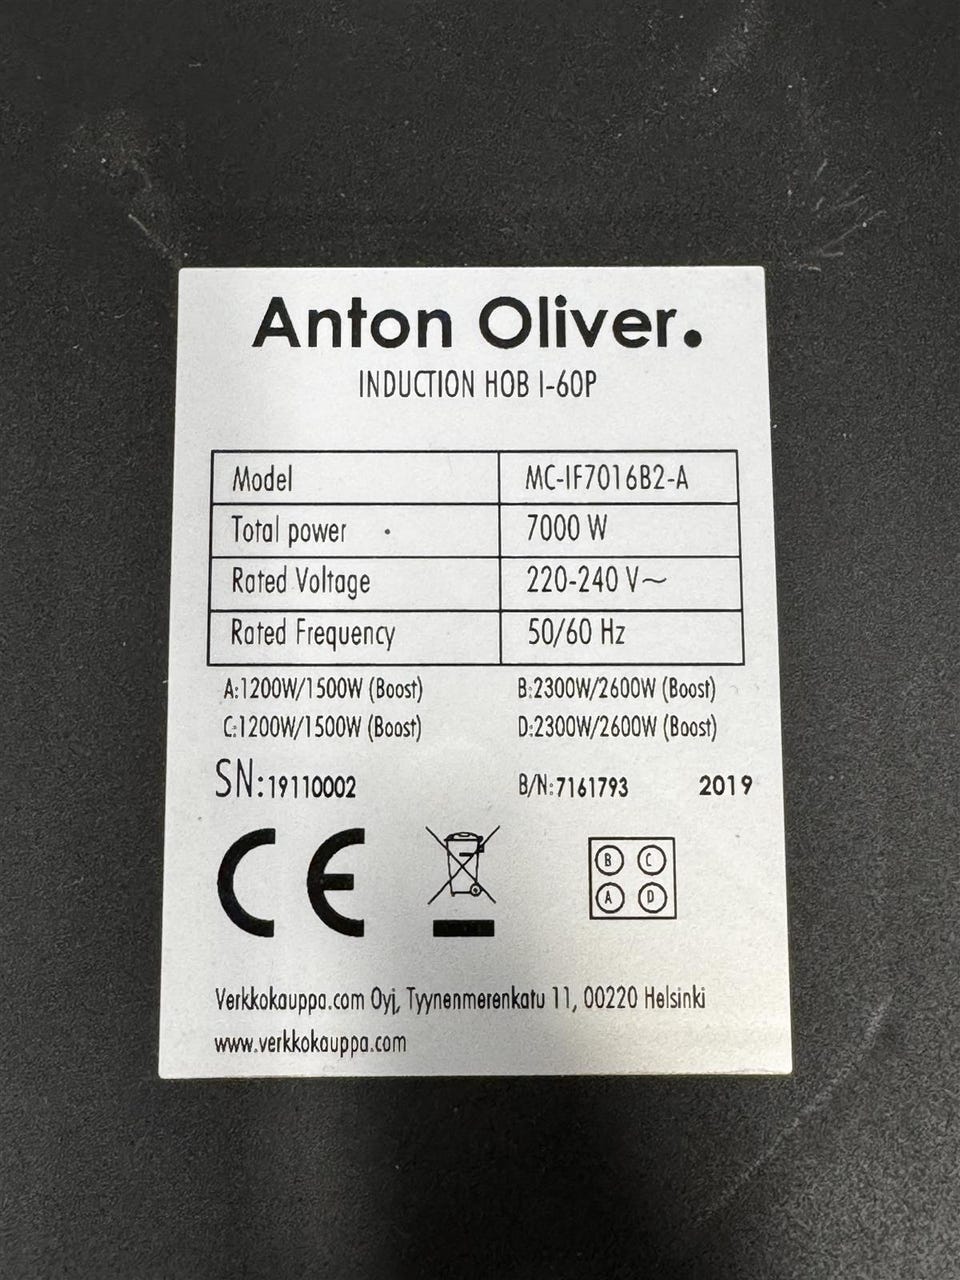 Anton Oliver.
INDUCTION HOB I-60P
Model MC-IF7016B2-A
Total power 7000 W
Rated Voltage 220-240 V~
Rated Frequency 50/60 Hz
A:1200W/1500W (Boost) B:2300W/2600W (Boost)
C:1200W/1500W (Boost) D:2300W/2600W (Boost)
SN:19110002 B/N:7161793 2019
CE
B C
A D
Verkkokauppa.com Oyj, Tyynenmerenkatu 11, 00220 Helsinki
www.verkkokauppa.com